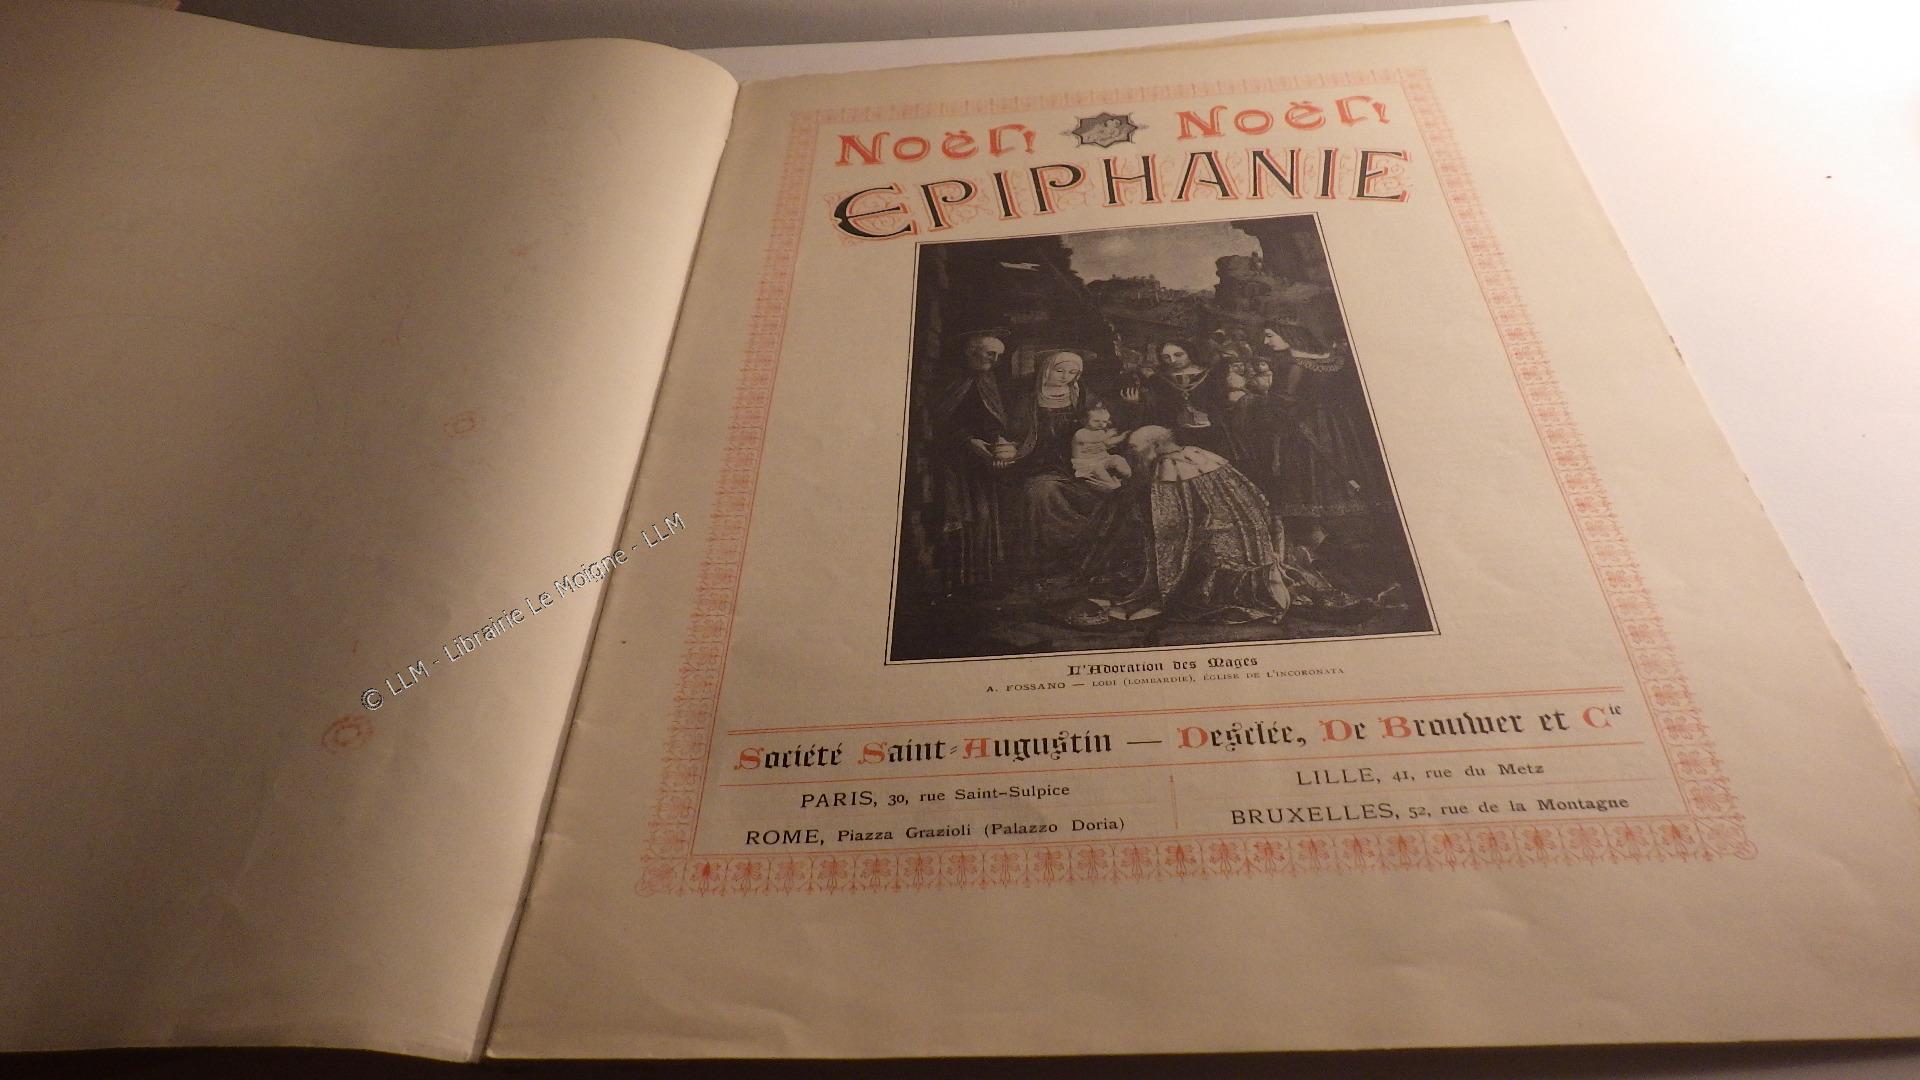 Noël! Noël!
EPIPHANIE
L'Adoration des Mages
A. FOSSANO — LODI (LOMBARDIE), ÉGLISE DE L'INCORONATA
Société Saint-Augustin — Desclée, De Brouwer et Cie
PARIS, 30, rue Saint-Sulpice
ROME, Piazza Grazioli (Palazzo Doria)
LILLE, 41, rue du Metz
BRUXELLES, 52, rue de la Montagne
© LLM - Librairie Le Moigne - LLM